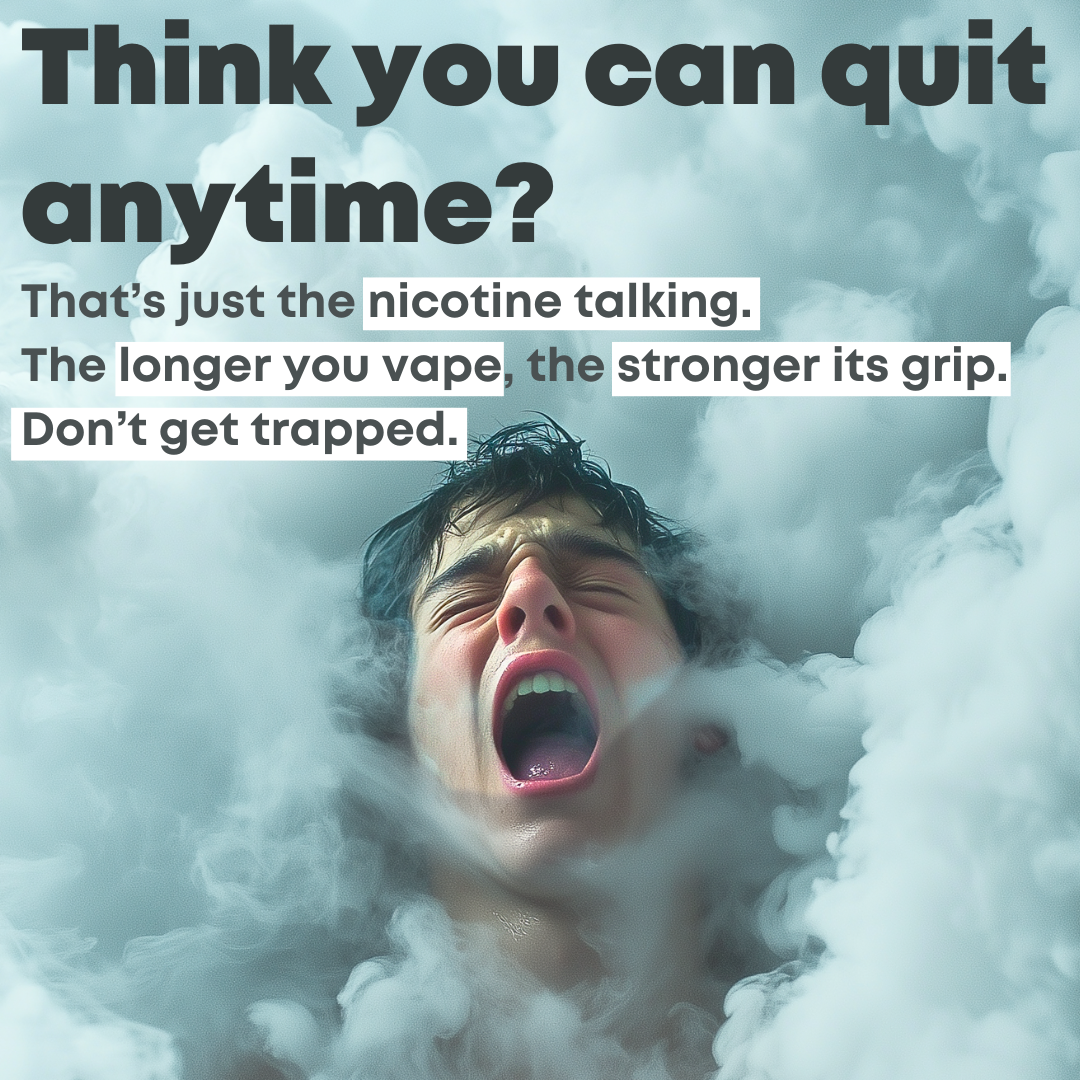 Think you can quit
anytime?
That’s just the nicotine talking.
The longer you vape, the stronger its grip.
Don’t get trapped.